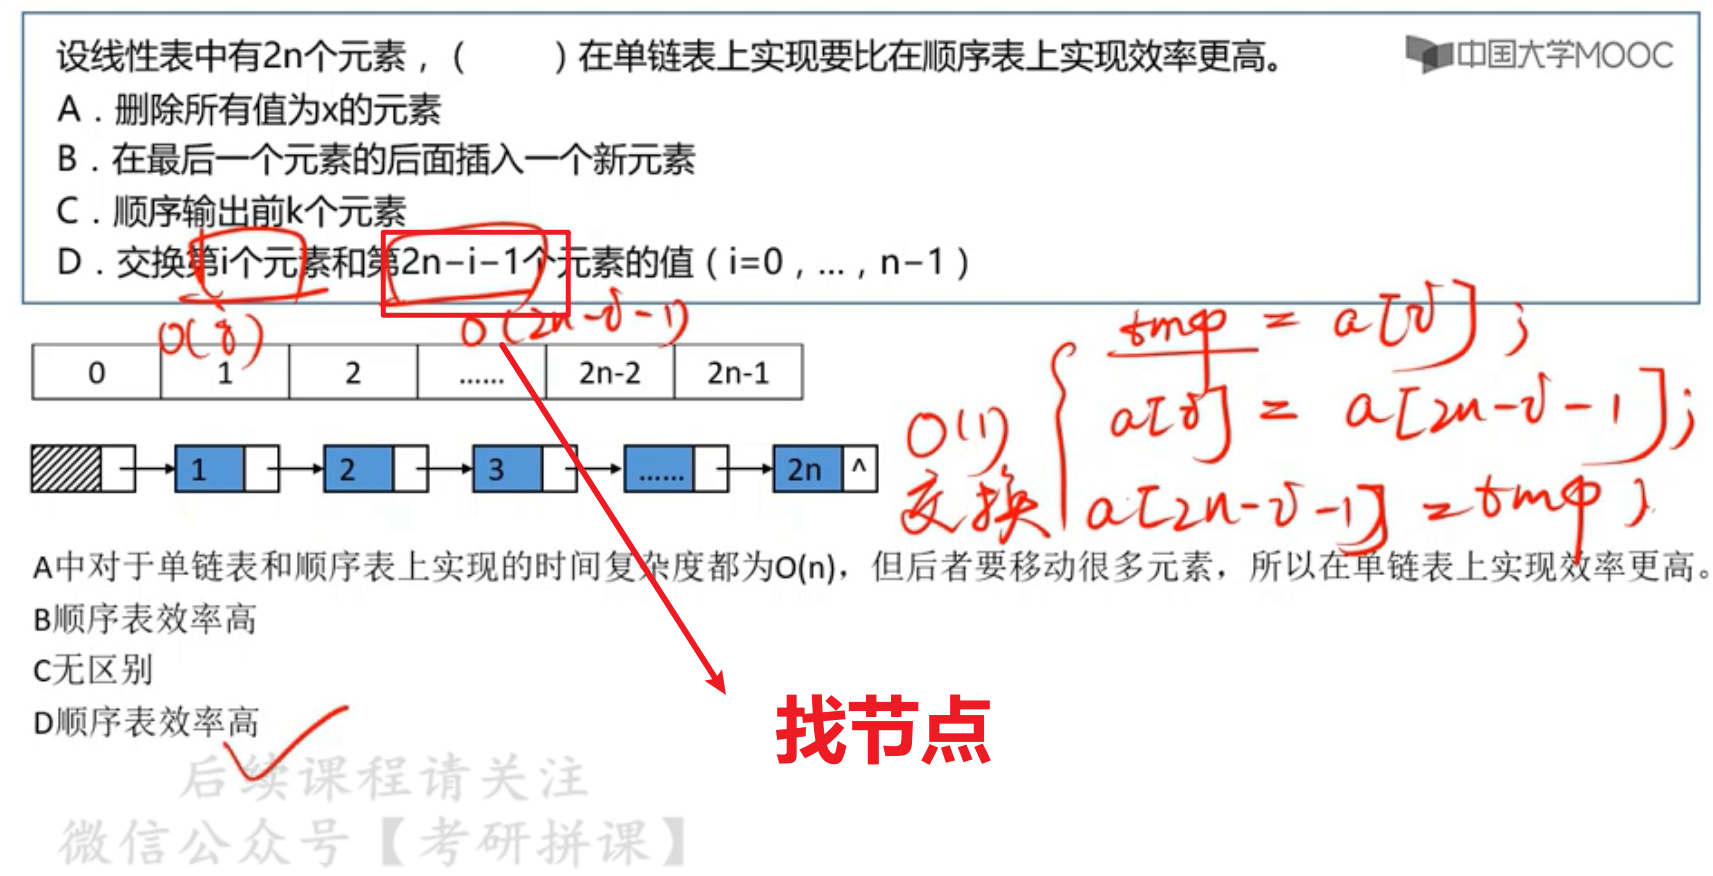 设线性表中有2n个元素，（　　）在单链表上实现要比在顺序表上实现效率更高。
中国大学MOOC
A．删除所有值为x的元素
B．在最后一个元素的后面插入一个新元素
C．顺序输出前k个元素
D．交换第i个元素和第2n−i−1个元素的值（i=0，…，n−1）
O(i)
O(2n-i-1)
0 1 2 …… 2n-2 2n-1
1 2 3 …… 2n ^
tmp = a[i];
a[i] = a[2n-i-1];
a[2n-i-1] = tmp;
O(1)
交换
A中对于单链表和顺序表上实现的时间复杂度都为O(n)，但后者要移动很多元素，所以在单链表上实现效率更高。
B顺序表效率高
C无区别
D顺序表效率高
找节点
后续课程请关注
微信公众号【考研拼课】